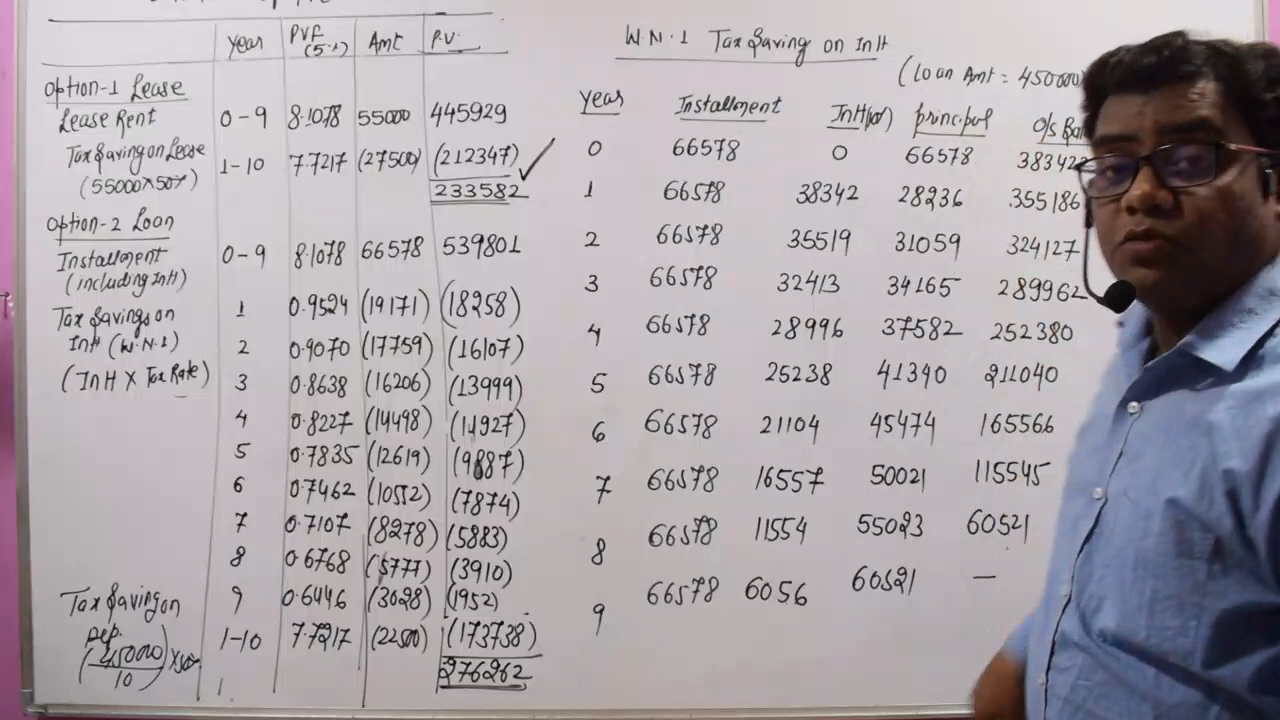 Year PVF (5%) Amt P.V.
Option-1 Lease
Lease Rent 0-9 8.1078 55000 445929
Tax Saving on Lease 1-10 7.7217 (27500) (212347)
(55000x50%) 233582
Option-2 Loan
Installment 0-9 8.1078 66578 539801
(including Int)
Tax Savings on 1 0.9524 (19171) (18258)
Int (W.N.1) 2 0.9070 (17759) (16107)
(Int x Tax Rate) 3 0.8638 (16206) (13999)
4 0.8227 (14498) (11927)
5 0.7835 (12619) (9887)
6 0.7462 (10552) (7874)
7 0.7107 (8278) (5883)
8 0.6768 (5777) (3910)
Tax Saving on 9 0.6446 (3028) (1952)
Dep. 1-10 7.7217 (22500) (173738)
(45000 x50%
10) 276262
W.N.1 Tax Saving on Int
(Loan Amt = 450000)
Year Installment Int principal O/s
0 66578 0 66578 383422
1 66578 38342 28236 355186
2 66578 35519 31059 324127
3 66578 32413 34165 289962
4 66578 28996 37582 252380
5 66578 25238 41340 211040
6 66578 21104 45474 165566
7 66578 16557 50021 115545
8 66578 11554 55023 60521
9 66578 6056 60521 —